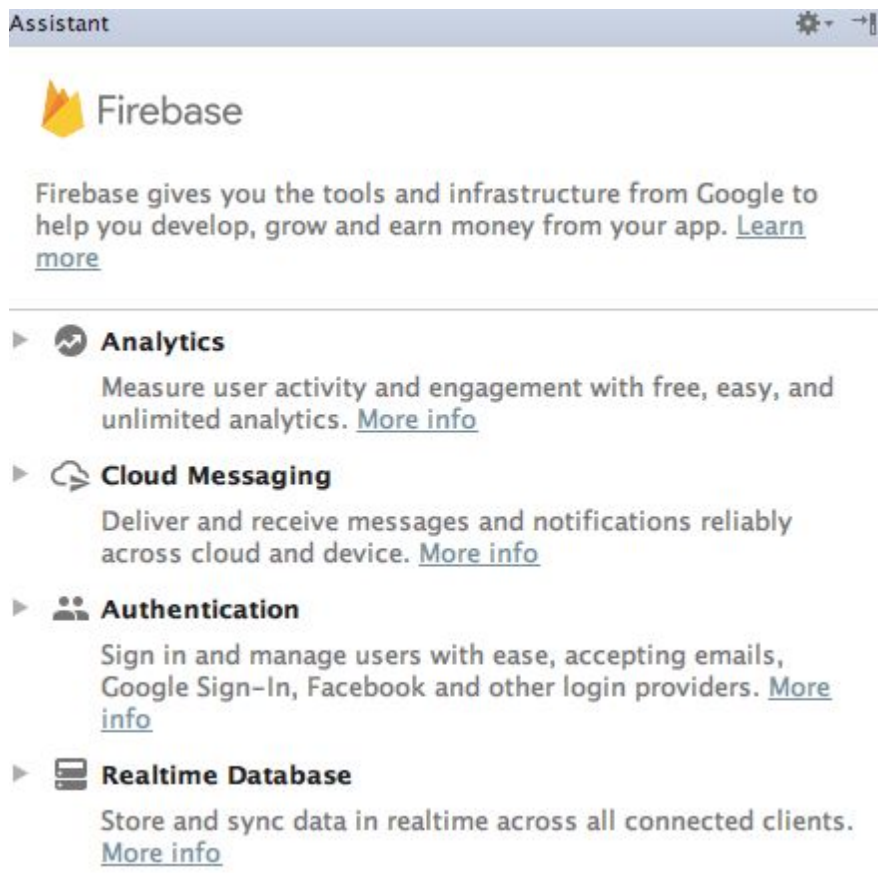 Assistant
Firebase
Firebase gives you the tools and infrastructure from Google to
help you develop, grow and earn money from your app. Learn
more
Analytics
Measure user activity and engagement with free, easy, and
unlimited analytics. More info
Cloud Messaging
Deliver and receive messages and notifications reliably
across cloud and device. More info
Authentication
Sign in and manage users with ease, accepting emails,
Google Sign-In, Facebook and other login providers. More
info
Realtime Database
Store and sync data in realtime across all connected clients.
More info